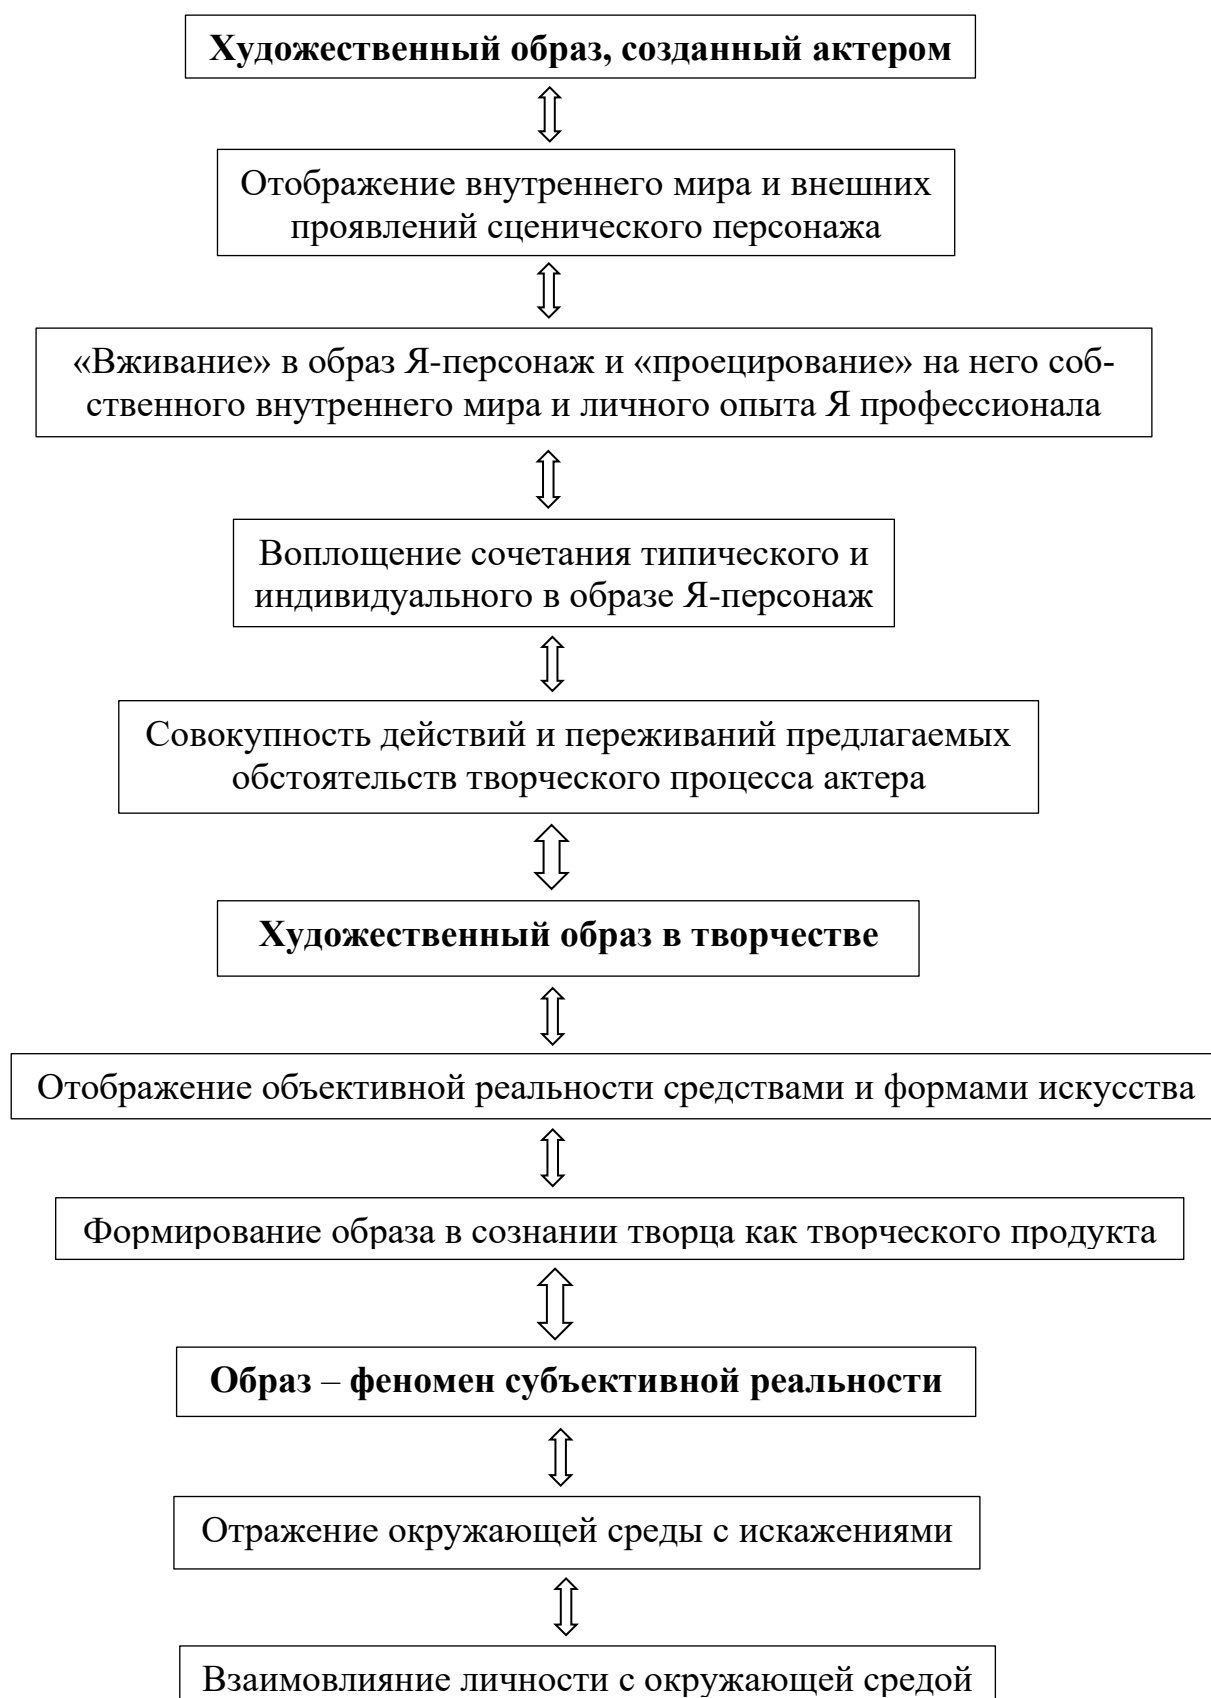 Художественный образ, созданный актером
Отображение внутреннего мира и внешних
проявлений сценического персонажа
«Вживание» в образ Я-персонаж и «проецирование» на него соб-
ственного внутреннего мира и личного опыта Я профессионала
Воплощение сочетания типического и
индивидуального в образе Я-персонаж
Совокупность действий и переживаний предлагаемых
обстоятельств творческого процесса актера
Художественный образ в творчестве
Отображение объективной реальности средствами и формами искусства
Формирование образа в сознании творца как творческого продукта
Образ – феномен субъективной реальности
Отражение окружающей среды с искажениями
Взаимовлияние личности с окружающей средой